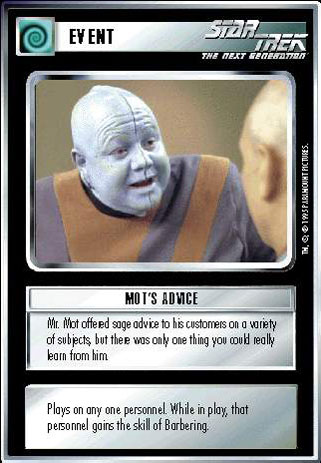 EVENT
STAR TREK
THE NEXT GENERATION
TM, ®, © 1995 PARAMOUNT PICTURES.
MOT'S ADVICE
Mr. Mot offered sage advice to his customers on a variety
of subjects, but there was only one thing you could really
learn from him.
Plays on any one personnel. While in play, that
personnel gains the skill of Barbering.